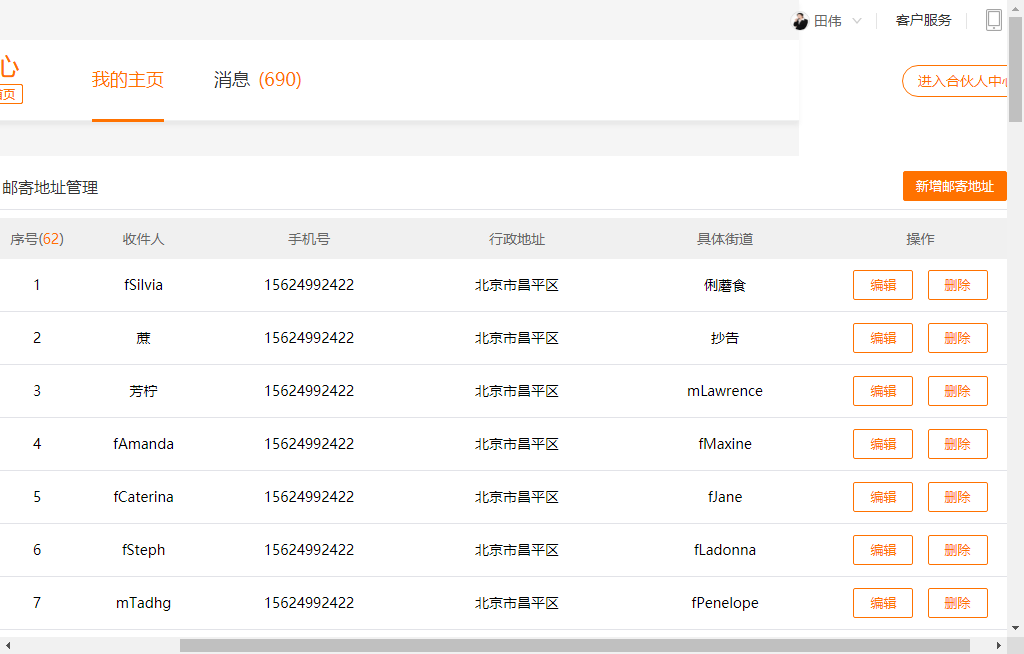 田伟 客户服务
心
我的主页 消息 (690)
进入合伙人中心
首页
邮寄地址管理 新增邮寄地址
序号(62) 收件人 手机号 行政地址 具体街道 操作
1 fSilvia 15624992422 北京市昌平区 俐蘑食 编辑 删除
2 蔗 15624992422 北京市昌平区 抄告 编辑 删除
3 芳柠 15624992422 北京市昌平区 mLawrence 编辑 删除
4 fAmanda 15624992422 北京市昌平区 fMaxine 编辑 删除
5 fCaterina 15624992422 北京市昌平区 fJane 编辑 删除
6 fSteph 15624992422 北京市昌平区 fLadonna 编辑 删除
7 mTadhg 15624992422 北京市昌平区 fPenelope 编辑 删除